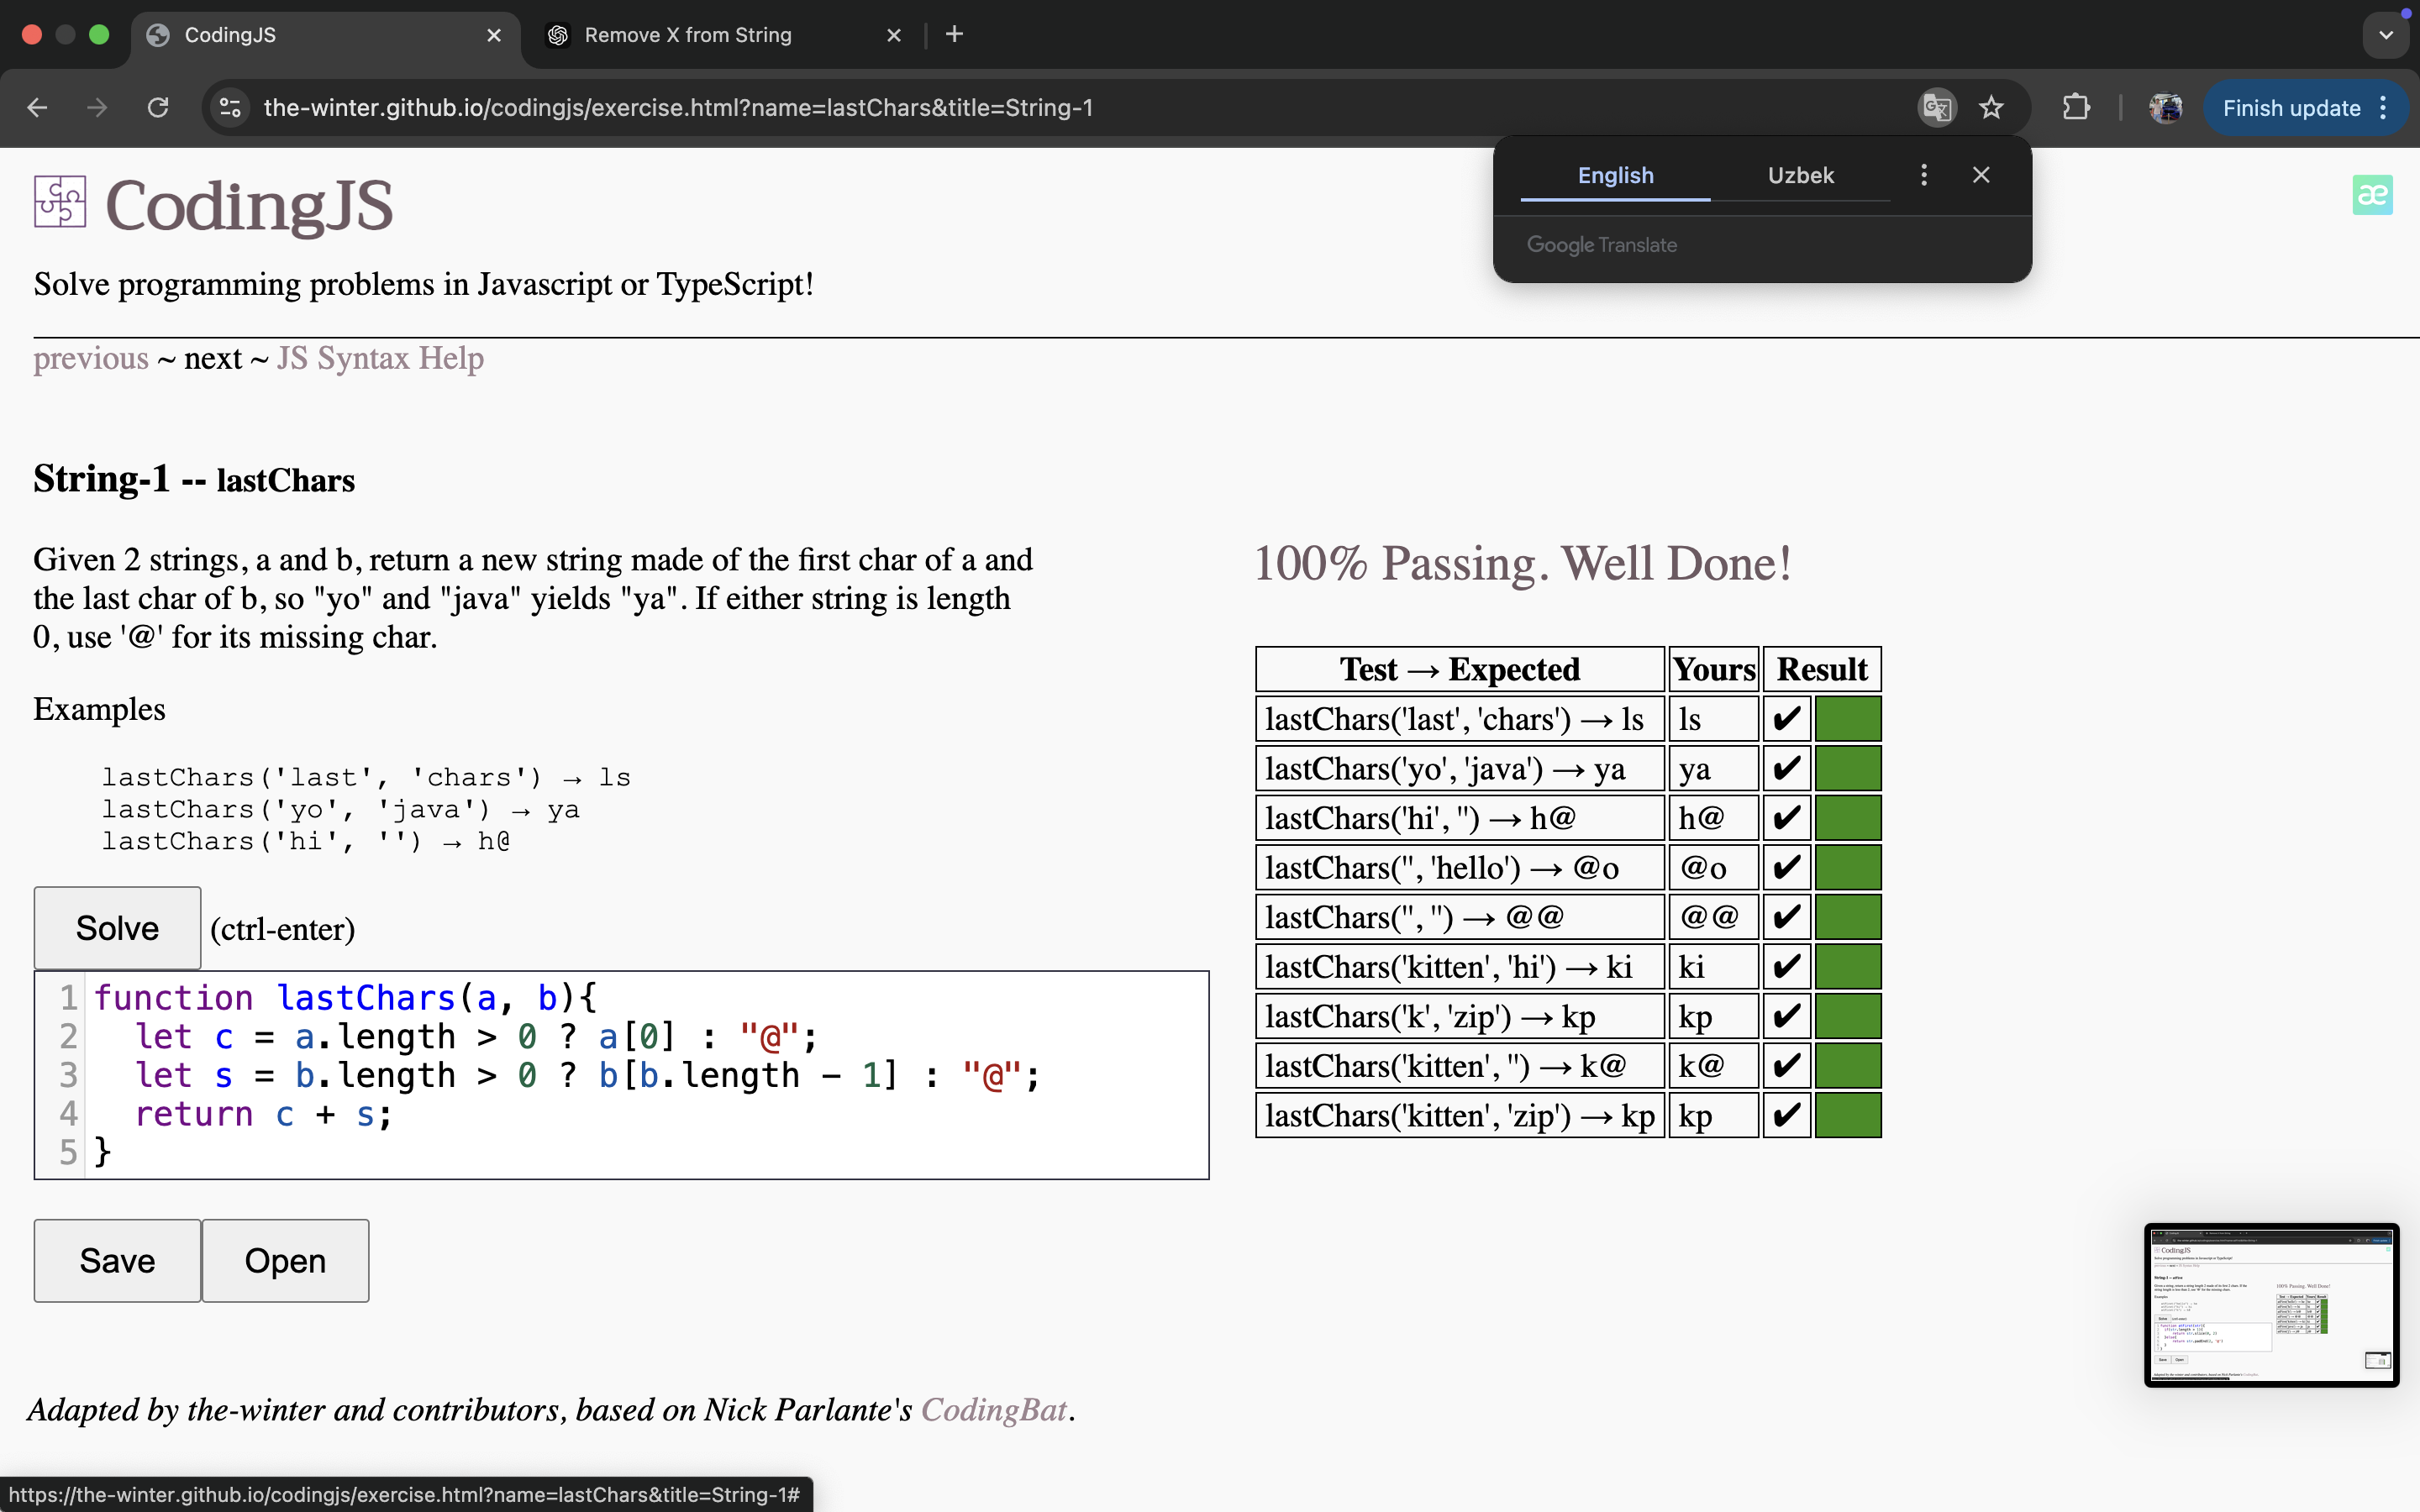 CodingJS
Remove X from String
the-winter.github.io/codingjs/exercise.html?name=lastChars&title=String-1
Finish update
English
Uzbek
Google Translate
CodingJS
æ
Solve programming problems in Javascript or TypeScript!
previous ~ next ~ JS Syntax Help
String-1 -- lastChars
Given 2 strings, a and b, return a new string made of the first char of a and
the last char of b, so "yo" and "java" yields "ya". If either string is length
0, use '@' for its missing char.
Examples
lastChars('last', 'chars') → ls
lastChars('yo', 'java') → ya
lastChars('hi', '') → h@
Solve (ctrl-enter)
1 function lastChars(a, b){
2 let c = a.length > 0 ? a[0] : "@";
3 let s = b.length > 0 ? b[b.length - 1] : "@";
4 return c + s;
5 }
Save Open
100% Passing. Well Done!
Test → Expected Yours Result
lastChars('last', 'chars') → ls ls ✔
lastChars('yo', 'java') → ya ya ✔
lastChars('hi', '') → h@ h@ ✔
lastChars('', 'hello') → @o @o ✔
lastChars('', '') → @@ @@ ✔
lastChars('kitten', 'hi') → ki ki ✔
lastChars('k', 'zip') → kp kp ✔
lastChars('kitten', '') → k@ k@ ✔
lastChars('kitten', 'zip') → kp kp ✔
Adapted by the-winter and contributors, based on Nick Parlante's CodingBat.
https://the-winter.github.io/codingjs/exercise.html?name=lastChars&title=String-1#